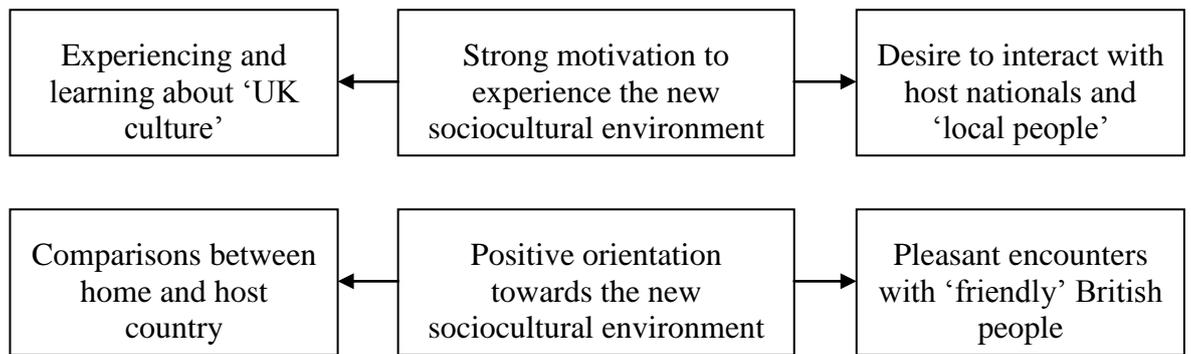 Experiencing and
learning about ‘UK
culture’
Strong motivation to
experience the new
sociocultural environment
Desire to interact with
host nationals and
‘local people’
Comparisons between
home and host
country
Positive orientation
towards the new
sociocultural environment
Pleasant encounters
with ‘friendly’ British
people